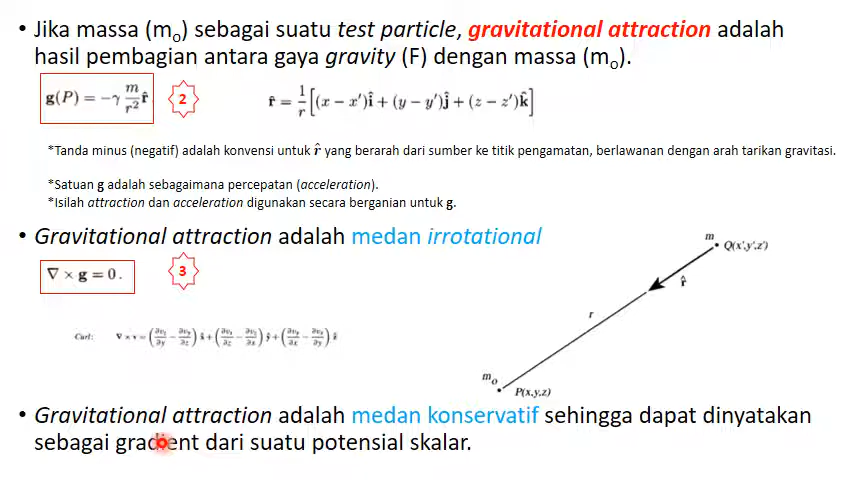 • Jika massa (mₒ) sebagai suatu test particle, gravitational attraction adalah
hasil pembagian antara gaya gravity (F) dengan massa (mₒ).
g(P) = −γ m/r² r̂
2
r̂ = 1/r [(x − x′)î + (y − y′)ĵ + (z − z′)k̂]
*Tanda minus (negatif) adalah konvensi untuk r̂ yang berarah dari sumber ke titik pengamatan, berlawanan dengan arah tarikan gravitasi.
*Satuan g adalah sebagaimana percepatan (acceleration).
*Isilah attraction dan acceleration digunakan secara berganian untuk g.
• Gravitational attraction adalah medan irrotational
∇ × g = 0 .
3
Curl: ∇ × v =
m
Q(x′,y′,z′)
r̂
r
mₒ
P(x,y,z)
• Gravitational attraction adalah medan konservatif sehingga dapat dinyatakan
sebagai gradient dari suatu potensial skalar.